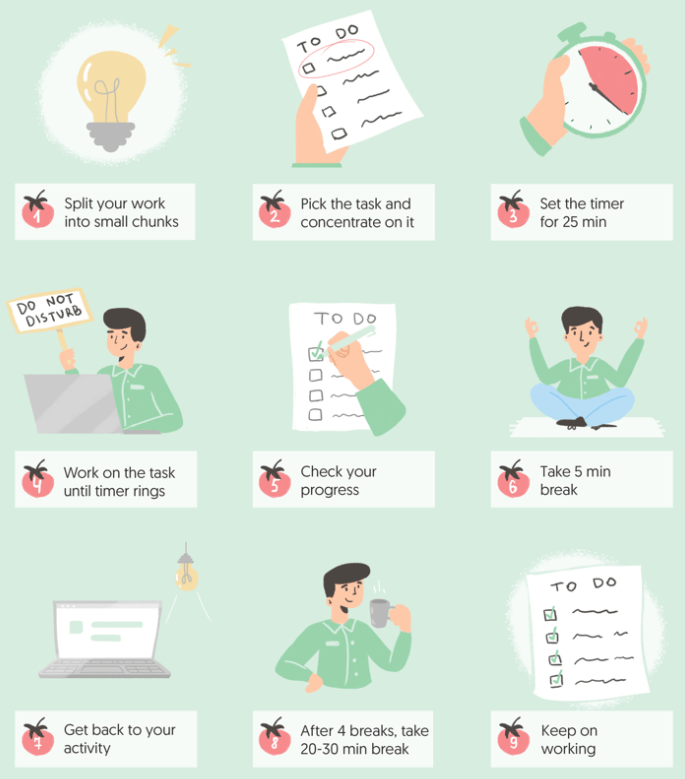 TO DO
1
Split your work
into small chunks
2
Pick the task and
concentrate on it
3
Set the timer
for 25 min
DO NOT
DISTURB
TO DO
4
Work on the task
until timer rings
5
Check your
progress
6
Take 5 min
break
TO DO
7
Get back to your
activity
8
After 4 breaks, take
20-30 min break
9
Keep on
working